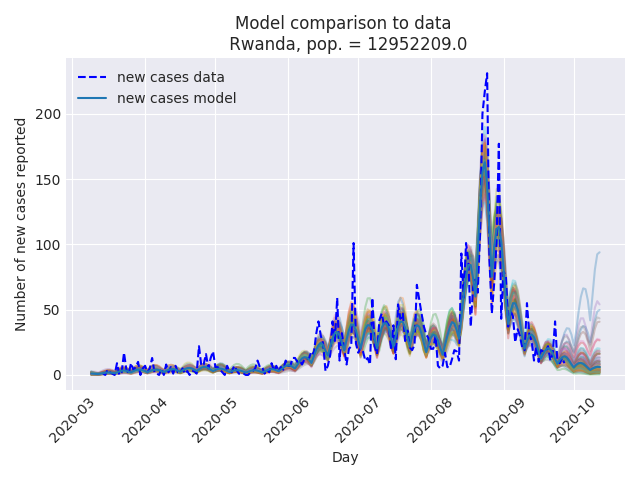 Model comparison to data
Rwanda, pop. = 12952209.0
new cases data
new cases model
Number of new cases reported
200
150
100
50
0
2020-03
2020-04
2020-05
2020-06
2020-07
2020-08
2020-09
2020-10
Day